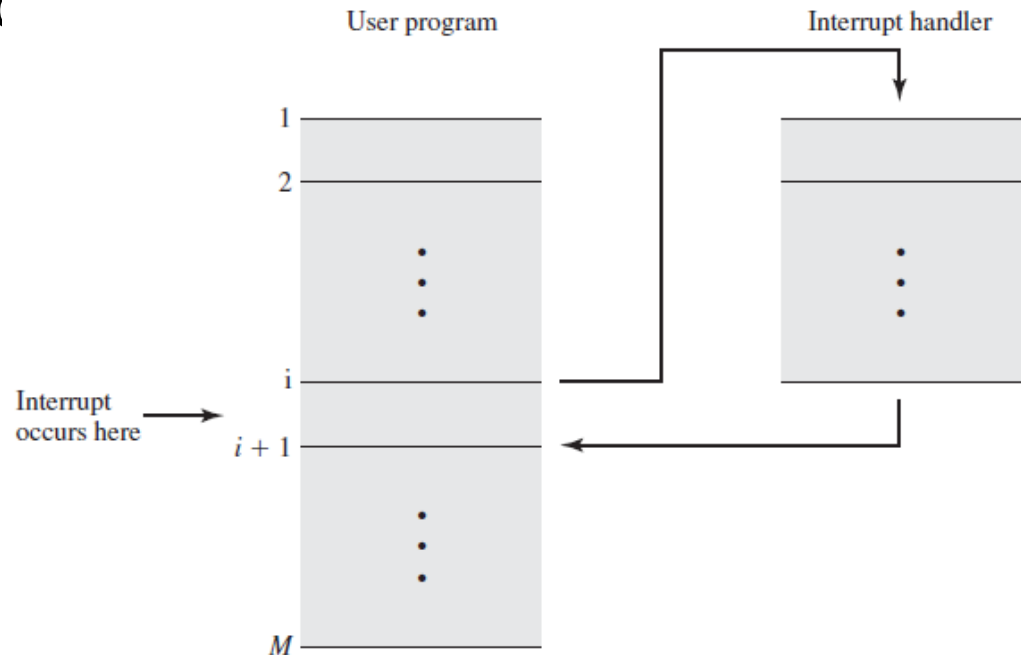 User program
Interrupt handler
1
2
i
Interrupt
occurs here
i + 1
M